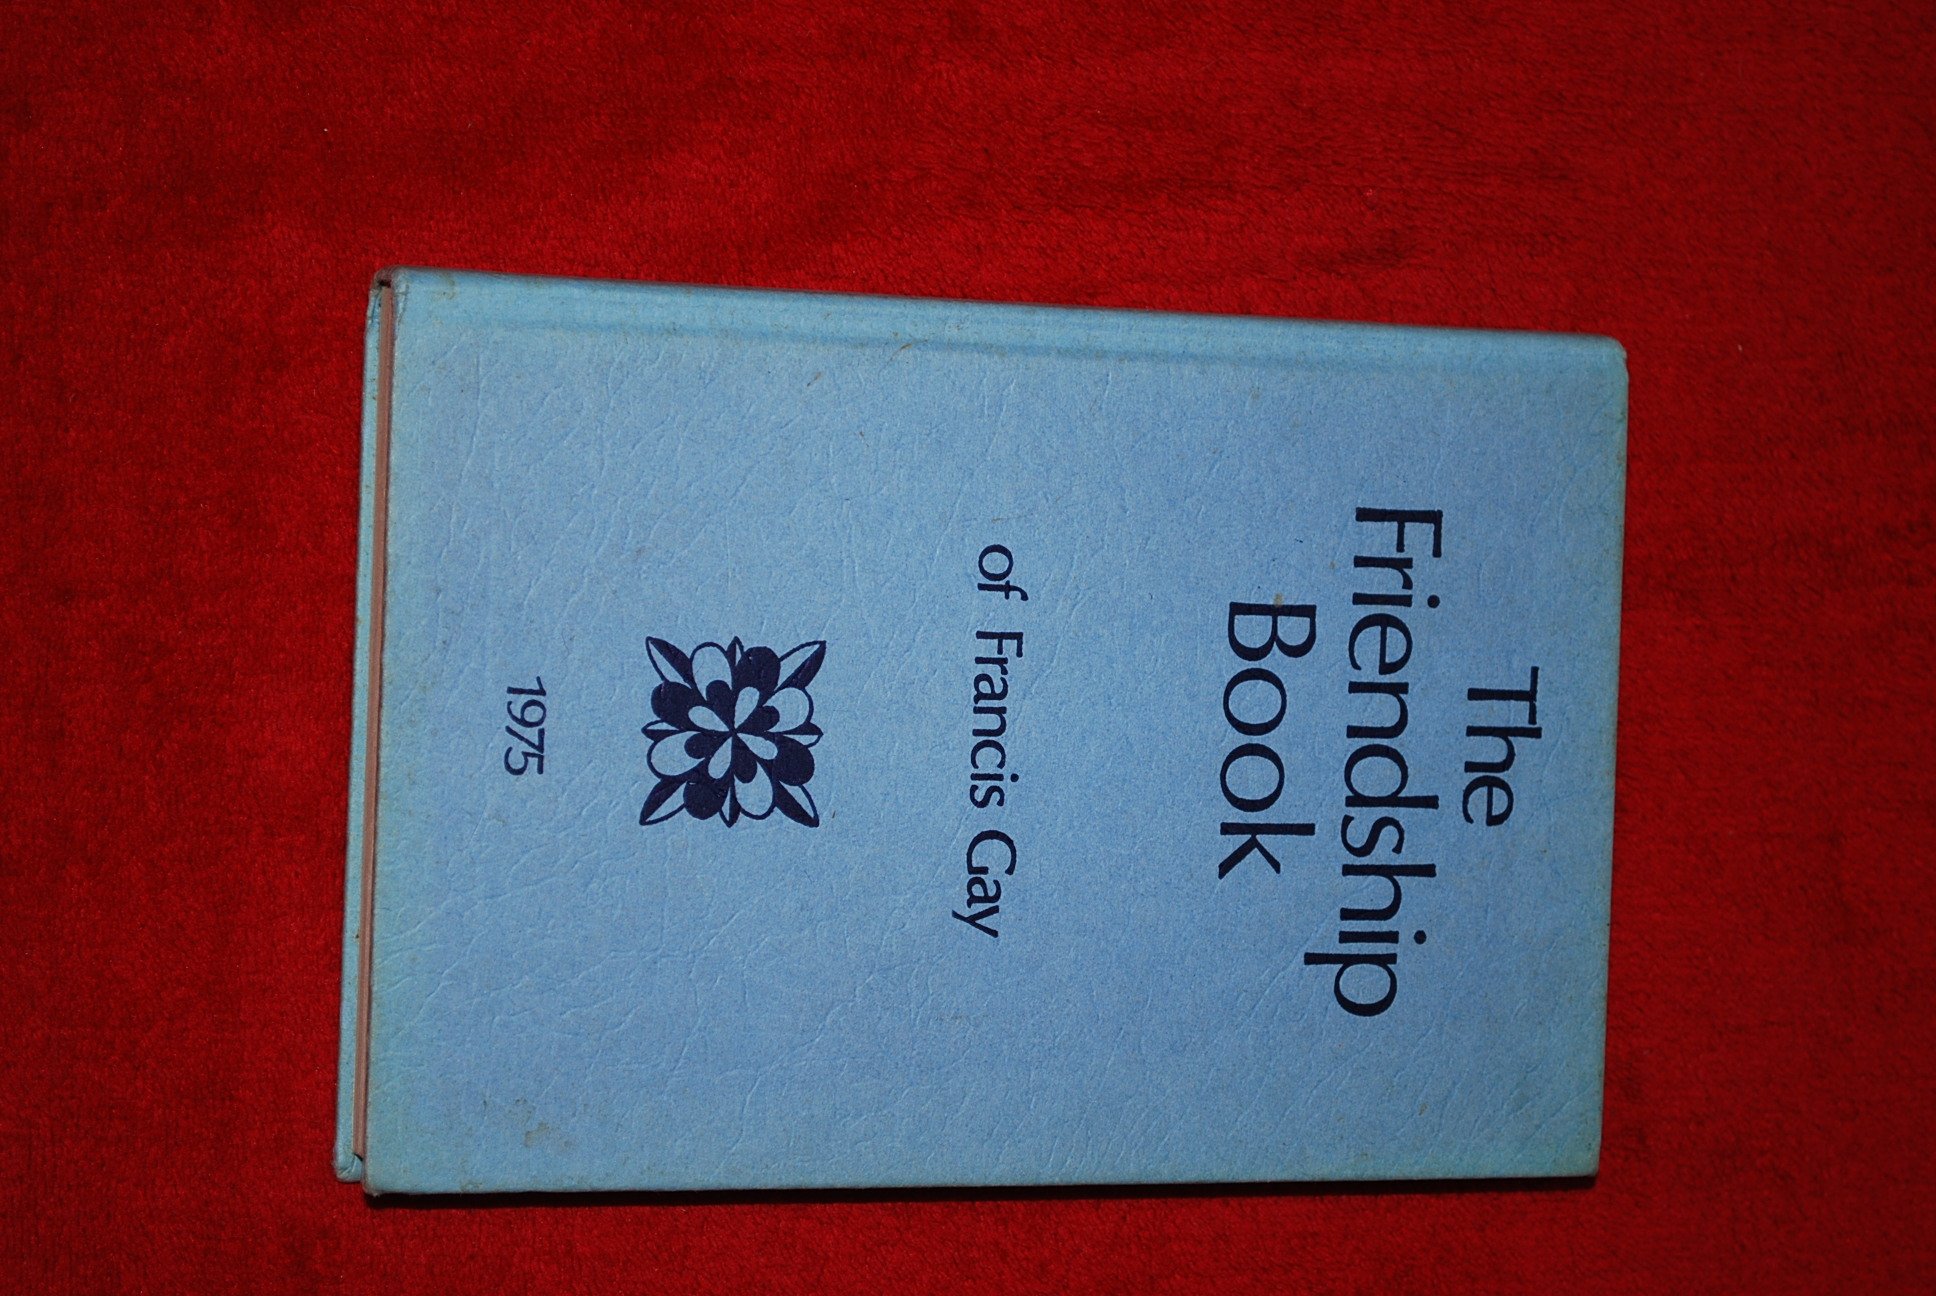 The
Friendship
Book
of Francis Gay
1975